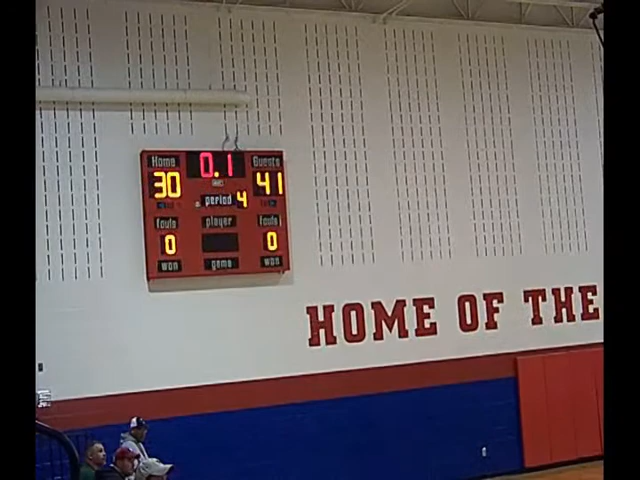 Home 0.1 Guests
30 41
period 4
fouls player fouls
0 0
won game won
HOME OF THE